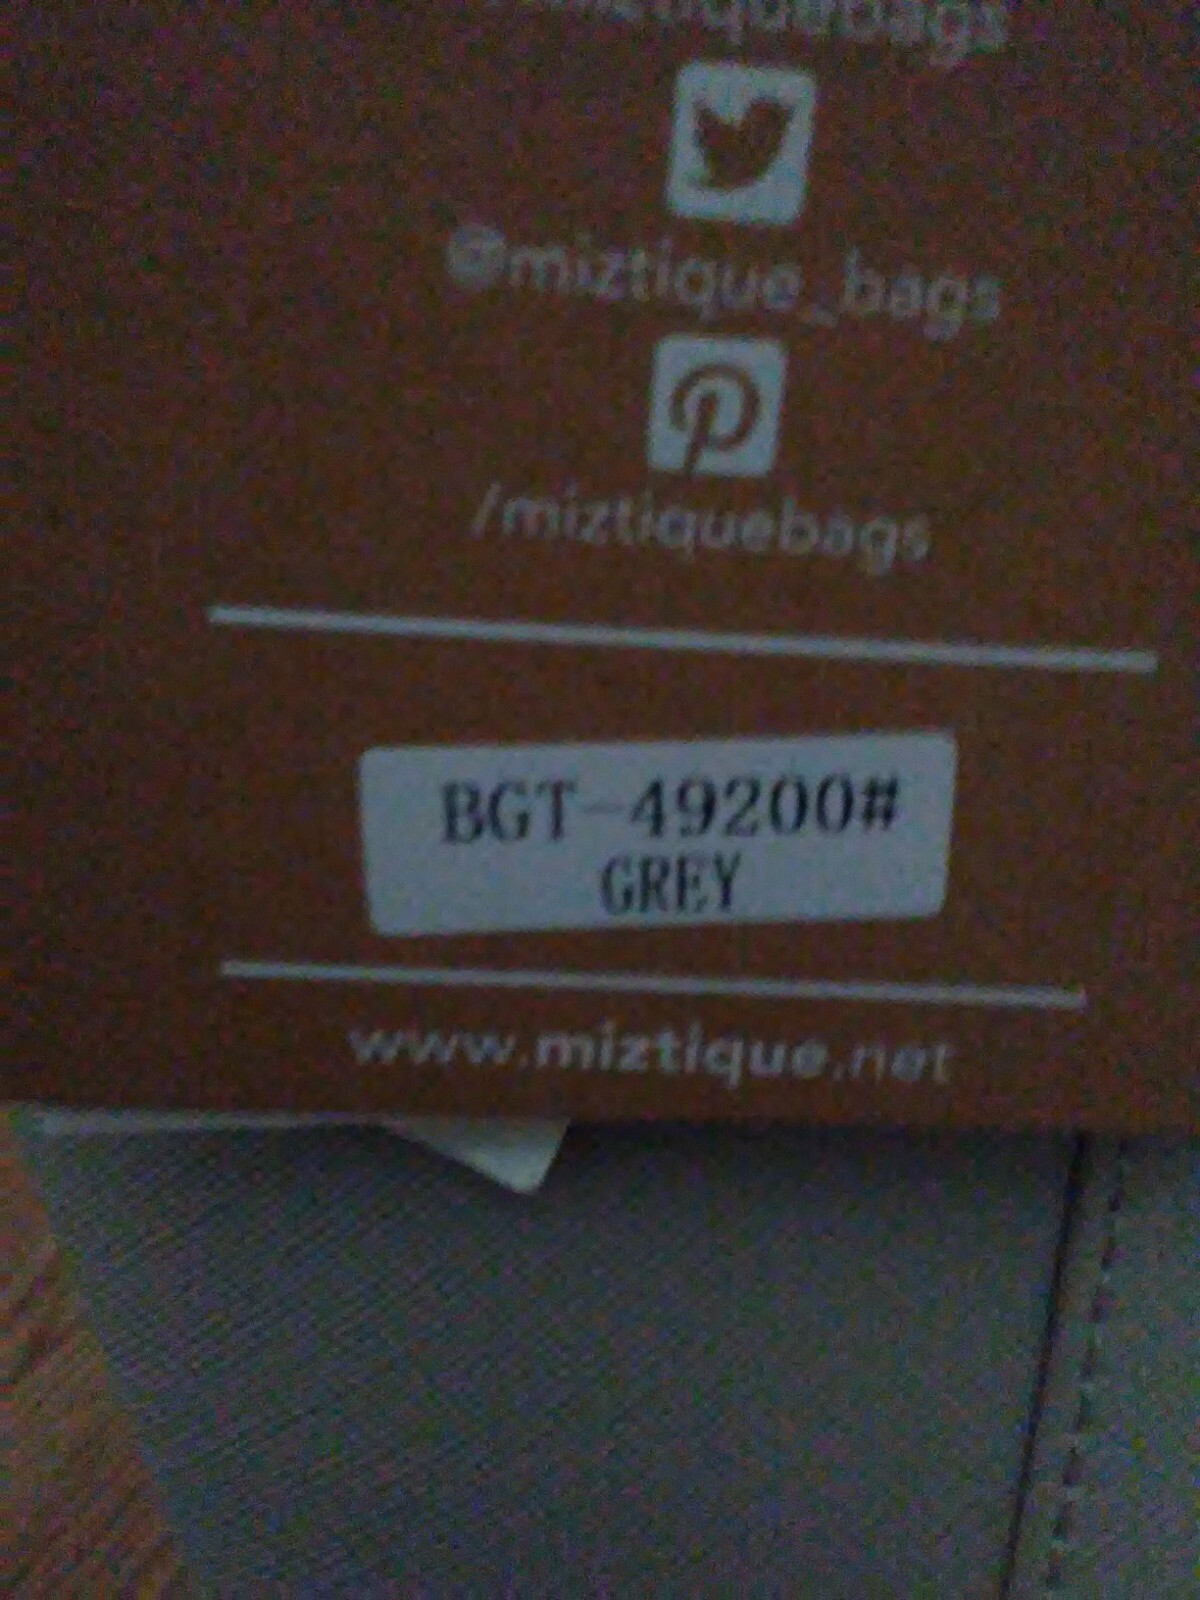 @miztique_bags
/miztiquebags
BGT-49200#
GREY
www.miztique.net